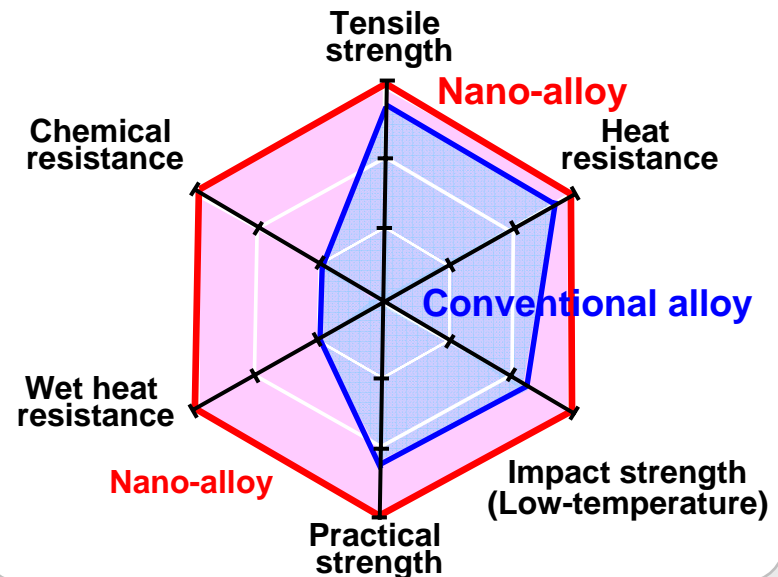 Tensile
strength
Nano-alloy
Chemical
resistance
Heat
resistance
Conventional alloy
Wet heat
resistance
Nano-alloy
Impact strength
(Low-temperature)
Practical
strength